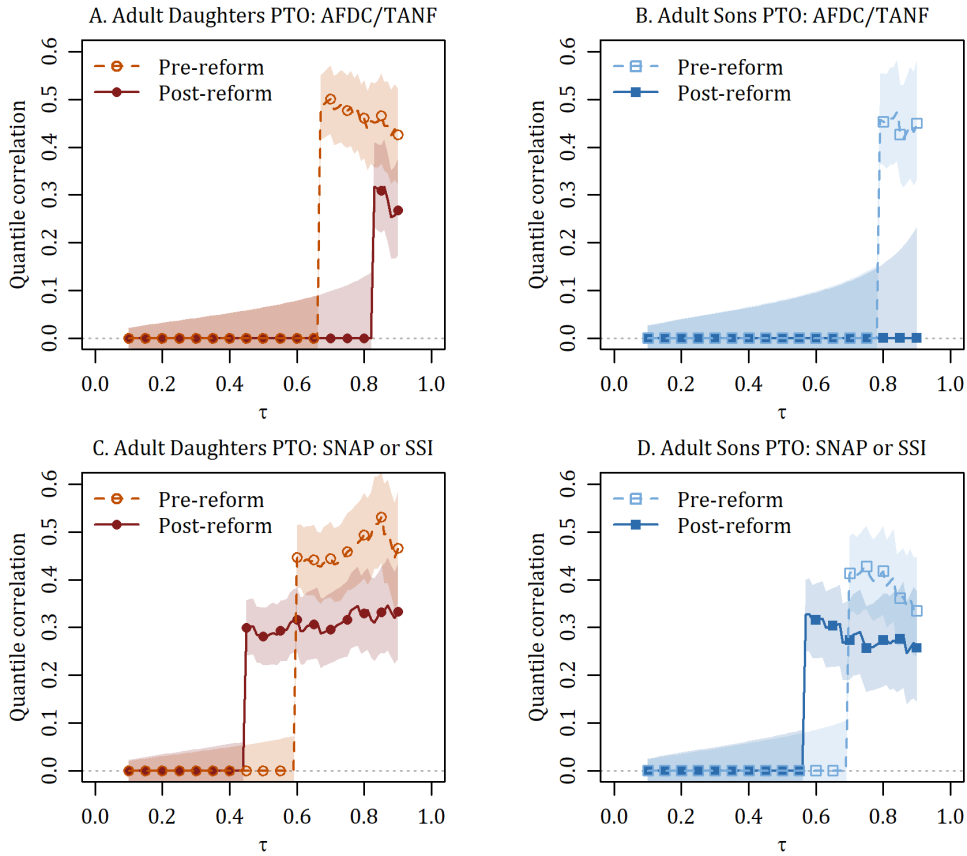 A. Adult Daughters PTO: AFDC/TANF
Quantile correlation
0.6
0.5
0.4
0.3
0.2
0.1
0.0
Pre-reform
Post-reform
0.0 0.2 0.4 0.6 0.8 1.0
τ
B. Adult Sons PTO: AFDC/TANF
Quantile correlation
0.6
0.5
0.4
0.3
0.2
0.1
0.0
Pre-reform
Post-reform
0.0 0.2 0.4 0.6 0.8 1.0
τ
C. Adult Daughters PTO: SNAP or SSI
Quantile correlation
0.6
0.5
0.4
0.3
0.2
0.1
0.0
Pre-reform
Post-reform
0.0 0.2 0.4 0.6 0.8 1.0
τ
D. Adult Sons PTO: SNAP or SSI
Quantile correlation
0.6
0.5
0.4
0.3
0.2
0.1
0.0
Pre-reform
Post-reform
0.0 0.2 0.4 0.6 0.8 1.0
τ